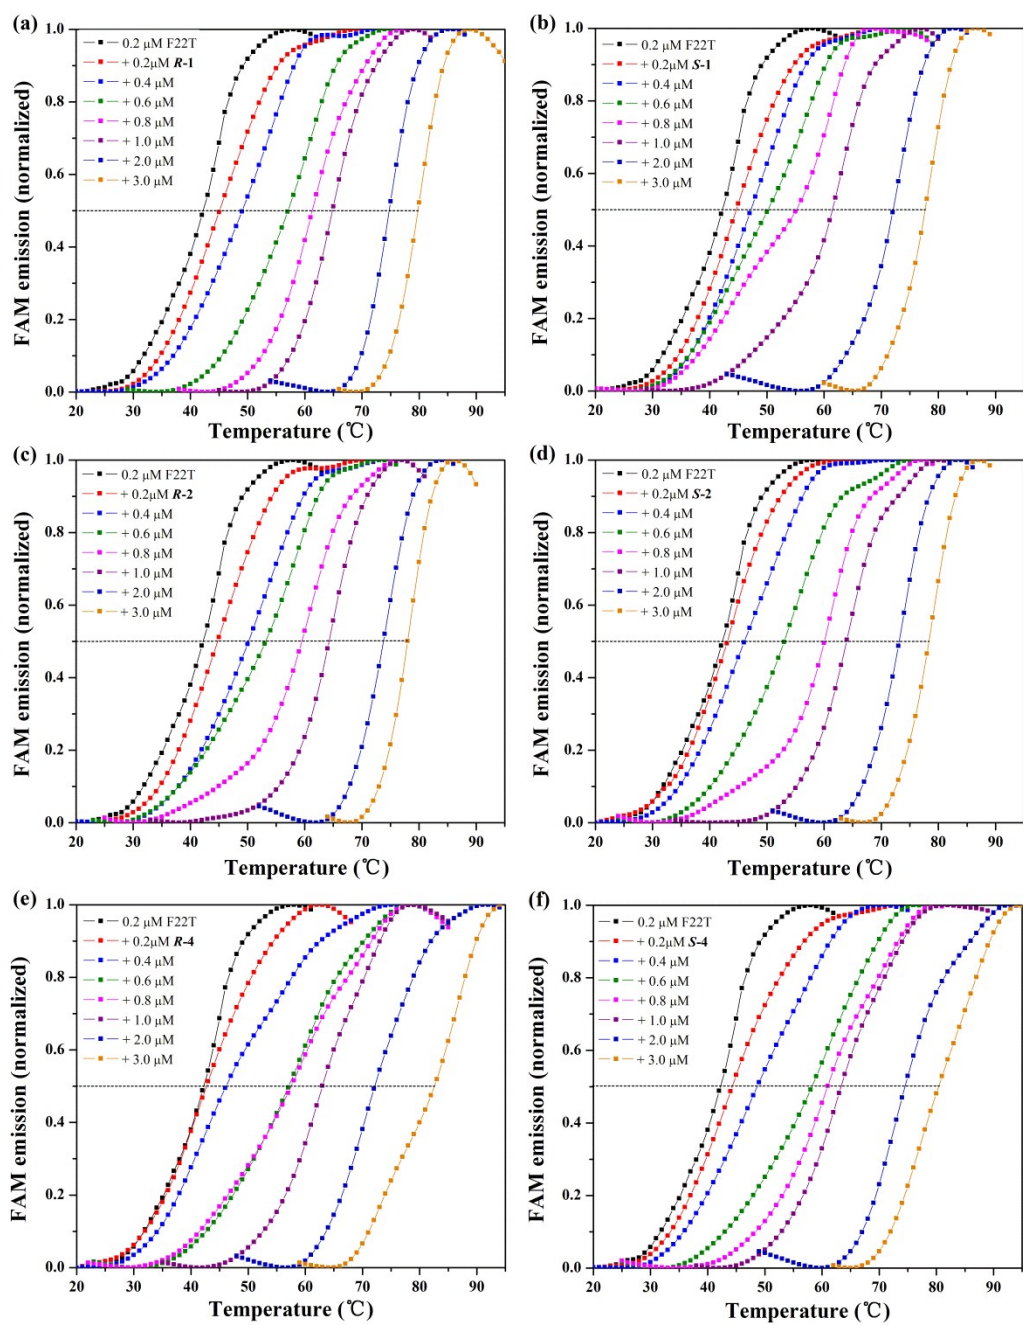 (a)
FAM emission (normalized)
1.0
0.8
0.6
0.4
0.2
0.0
0.2 μM F22T
+ 0.2μM R-1
+ 0.4 μM
+ 0.6 μM
+ 0.8 μM
+ 1.0 μM
+ 2.0 μM
+ 3.0 μM
20 30 40 50 60 70 80 90
Temperature (℃)
(b)
FAM emission (normalized)
1.0
0.8
0.6
0.4
0.2
0.0
0.2 μM F22T
+ 0.2μM S-1
+ 0.4 μM
+ 0.6 μM
+ 0.8 μM
+ 1.0 μM
+ 2.0 μM
+ 3.0 μM
20 30 40 50 60 70 80 90
Temperature (℃)
(c)
FAM emission (normalized)
1.0
0.8
0.6
0.4
0.2
0.0
0.2 μM F22T
+ 0.2μM R-2
+ 0.4 μM
+ 0.6 μM
+ 0.8 μM
+ 1.0 μM
+ 2.0 μM
+ 3.0 μM
20 30 40 50 60 70 80 90
Temperature (℃)
(d)
FAM emission (normalized)
1.0
0.8
0.6
0.4
0.2
0.0
0.2 μM F22T
+ 0.2μM S-2
+ 0.4 μM
+ 0.6 μM
+ 0.8 μM
+ 1.0 μM
+ 2.0 μM
+ 3.0 μM
20 30 40 50 60 70 80 90
Temperature (℃)
(e)
FAM emission (normalized)
1.0
0.8
0.6
0.4
0.2
0.0
0.2 μM F22T
+ 0.2μM R-4
+ 0.4 μM
+ 0.6 μM
+ 0.8 μM
+ 1.0 μM
+ 2.0 μM
+ 3.0 μM
20 30 40 50 60 70 80 90
Temperature (℃)
(f)
FAM emission (normalized)
1.0
0.8
0.6
0.4
0.2
0.0
0.2 μM F22T
+ 0.2μM S-4
+ 0.4 μM
+ 0.6 μM
+ 0.8 μM
+ 1.0 μM
+ 2.0 μM
+ 3.0 μM
20 30 40 50 60 70 80 90
Temperature (℃)